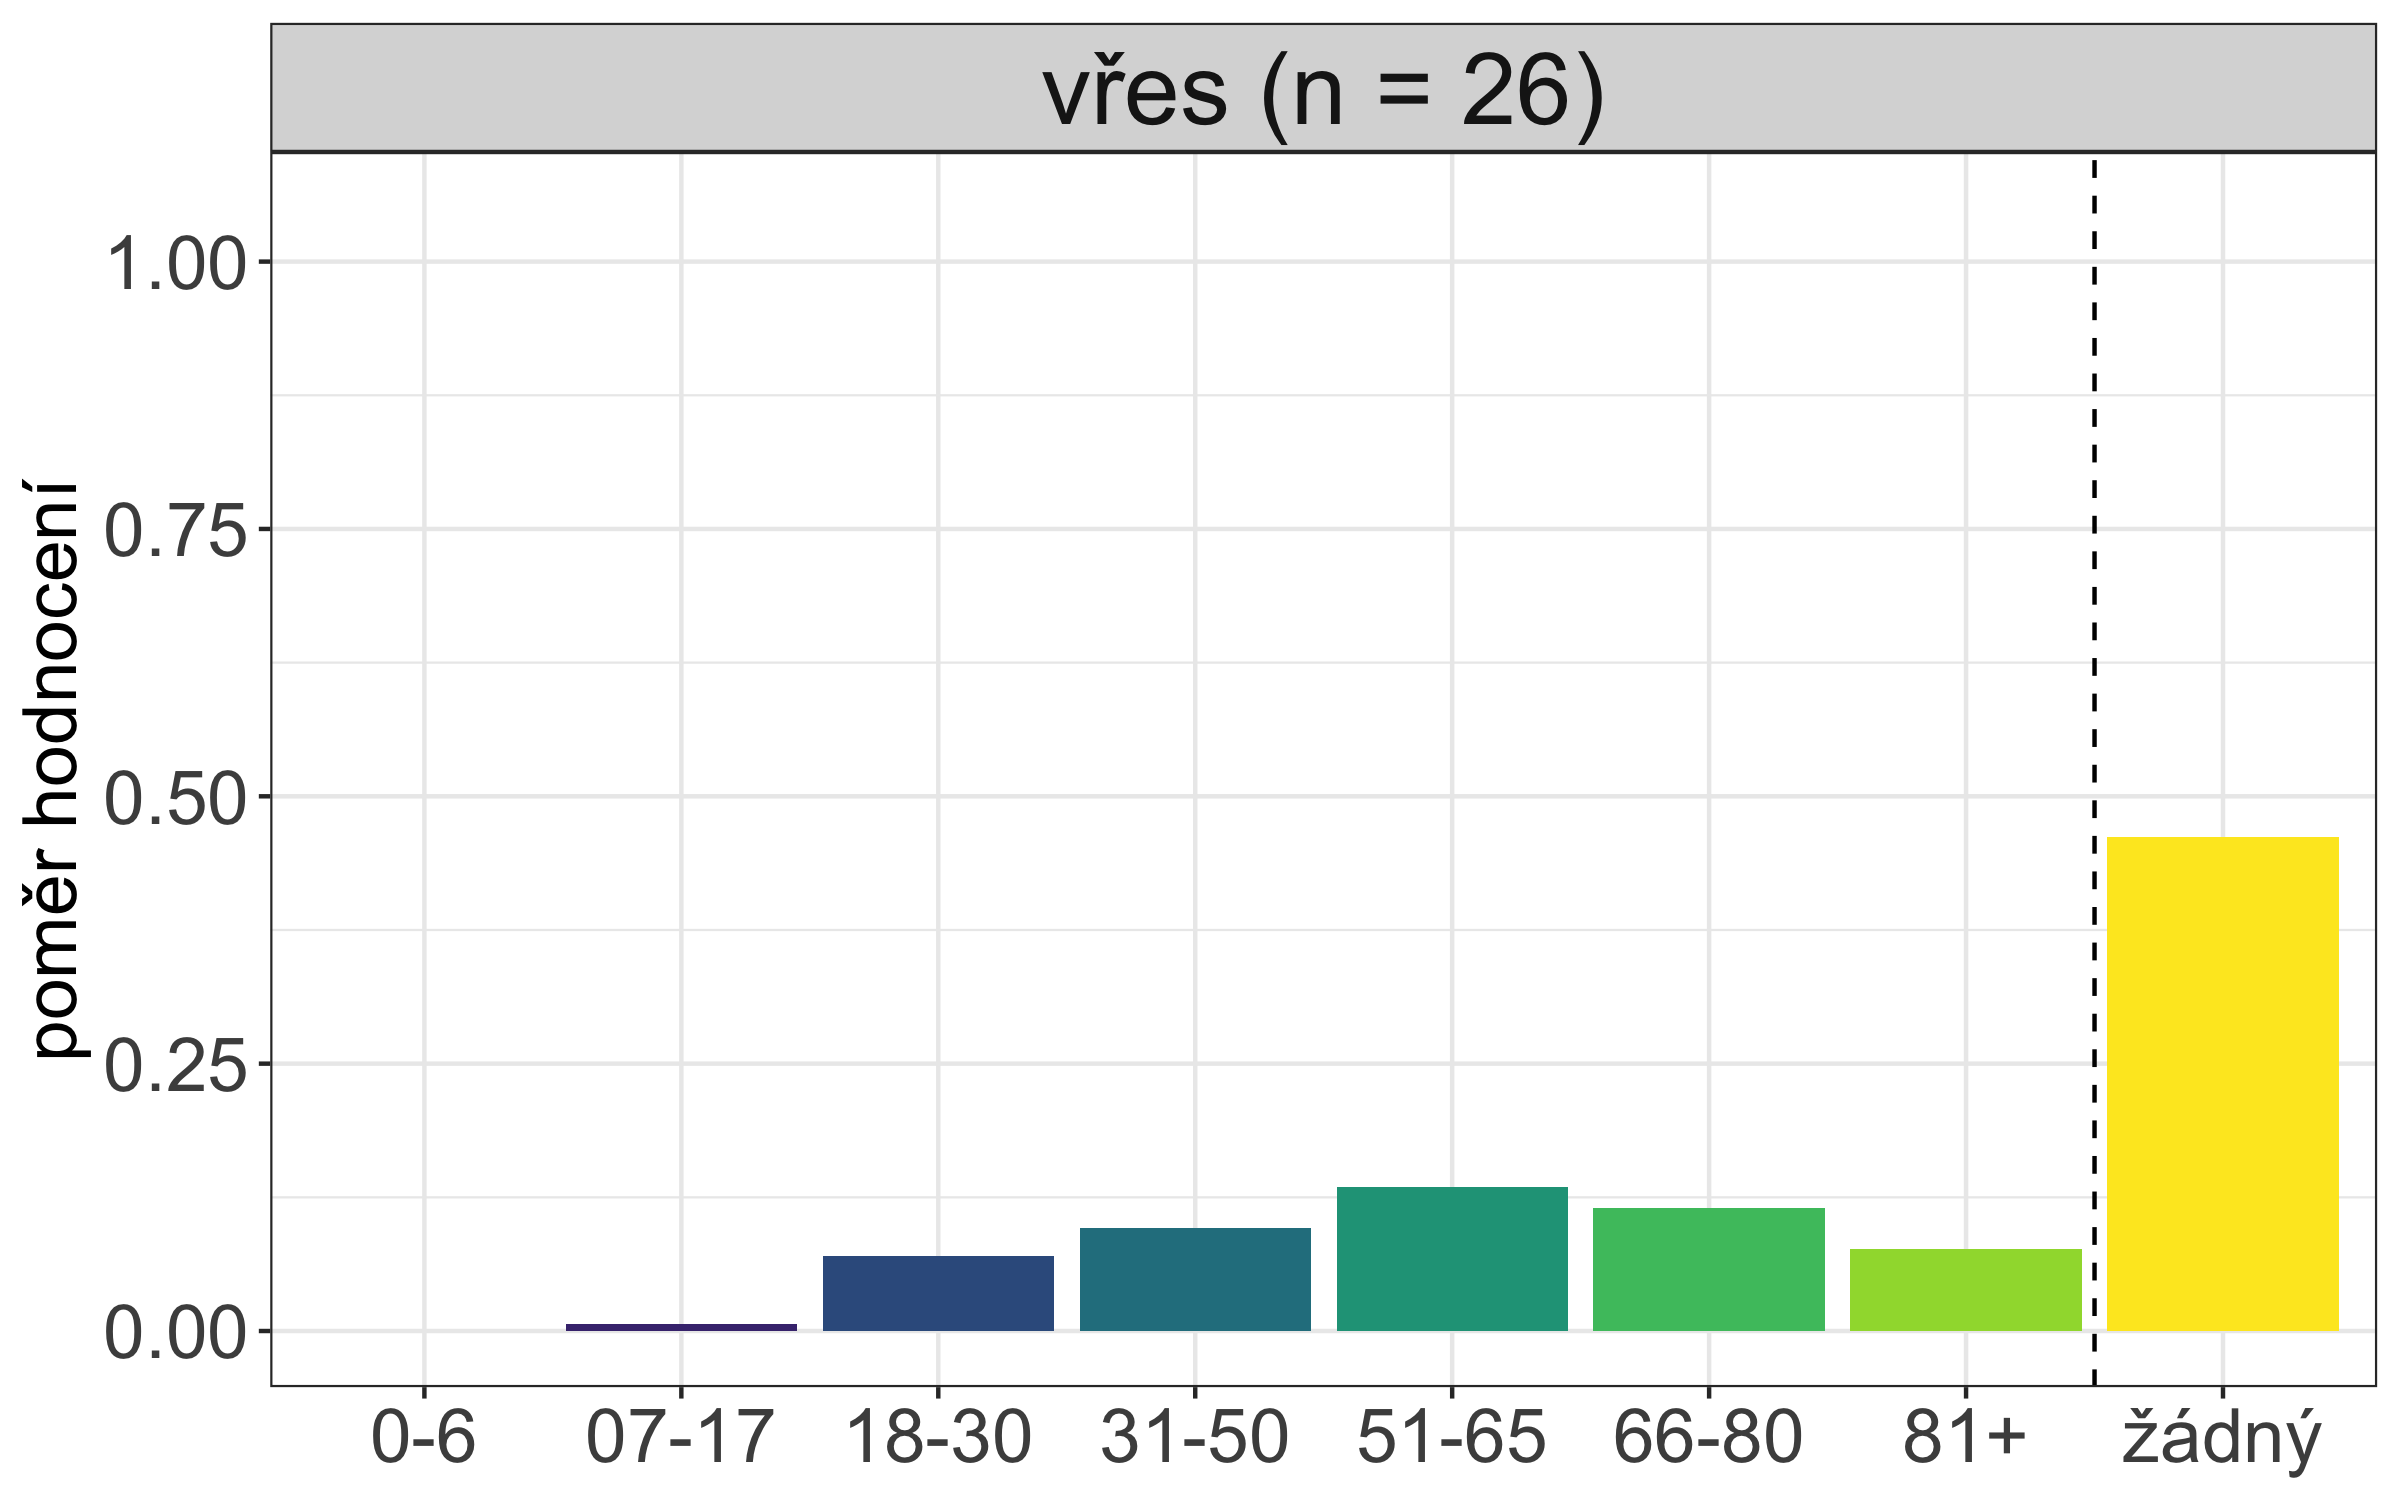 vřes (n = 26)
poměr hodnocení
1.00
0.75
0.50
0.25
0.00
0-6 07-17 18-30 31-50 51-65 66-80 81+ žádný